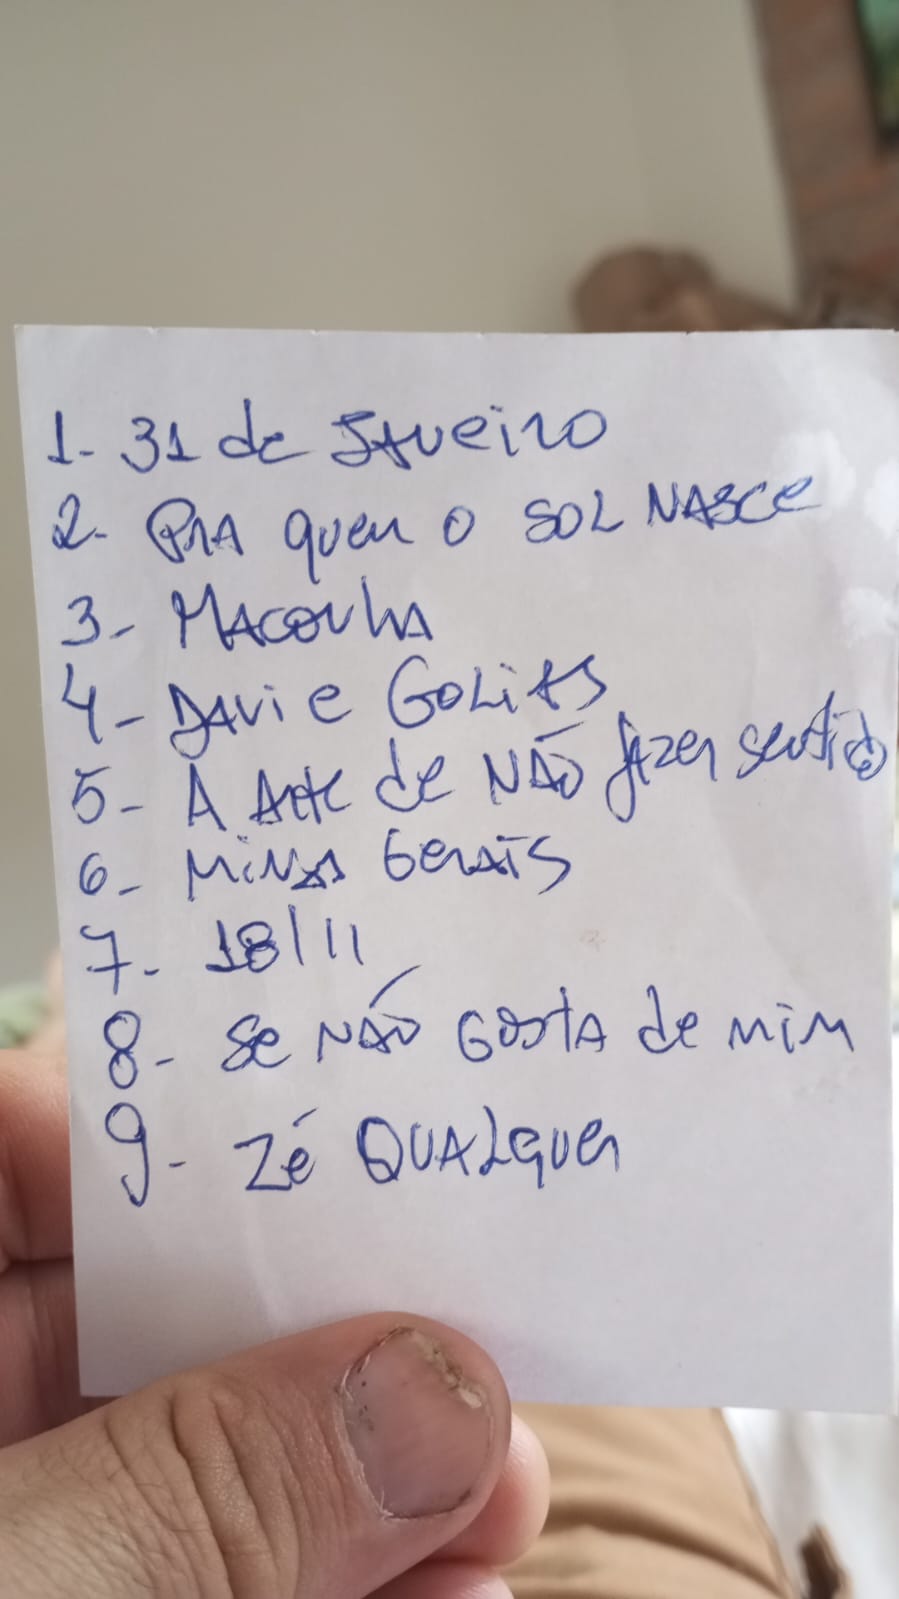 1- 31 de Janeiro
2- Pra quem o sol nasce
3- Maconha
4- Davi e Golias
5- A Arte de não fazer sentido
6- Minas Gerais
7- 18/11
8- Se não gosta de mim
9- Zé Qualquer